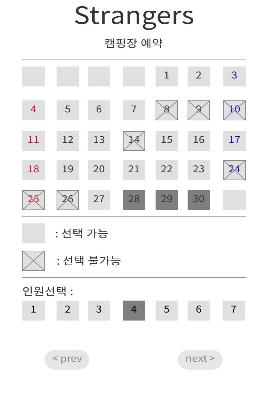 Strangers
캠핑장 예약
1 2 3
4 5 6 7 8 9 10
11 12 13 14 15 16 17
18 19 20 21 22 23 24
25 26 27 28 29 30
: 선택 가능
: 선택 불가능
인원선택 :
1 2 3 4 5 6 7
< prev next >